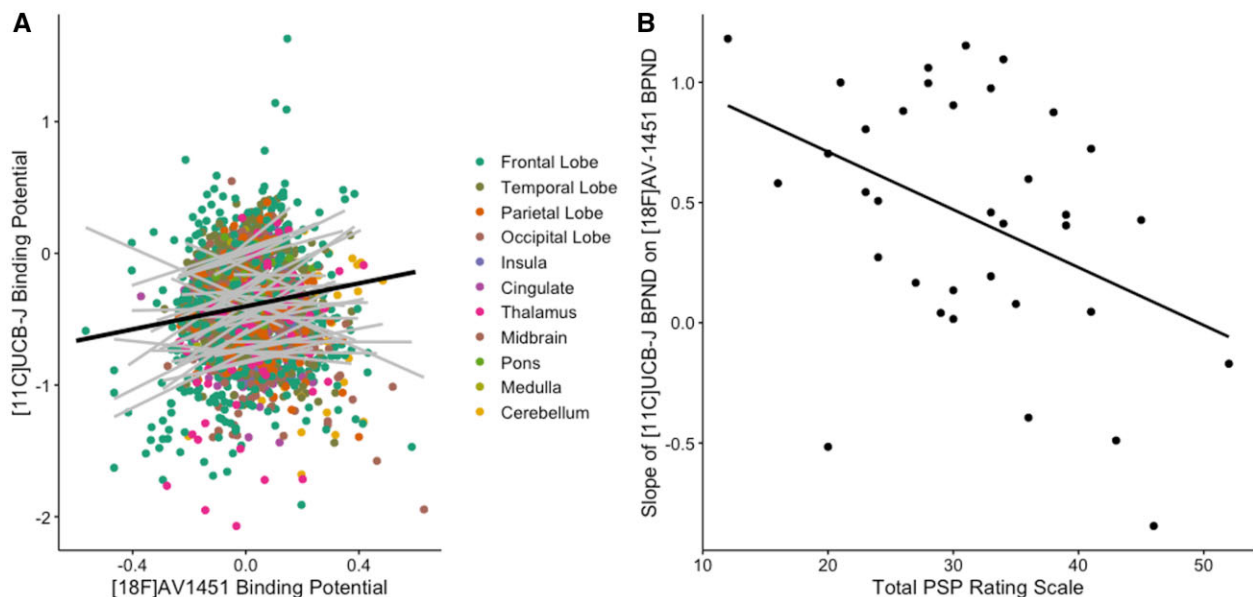 A
[11C]UCB-J Binding Potential
1
0
-1
-2
-0.4
0.0
0.4
[18F]AV1451 Binding Potential
Frontal Lobe
Temporal Lobe
Parietal Lobe
Occipital Lobe
Insula
Cingulate
Thalamus
Midbrain
Pons
Medulla
Cerebellum
B
Slope of [11C]UCB-J BPND on [18F]AV-1451 BPND
1.0
0.5
0.0
-0.5
10
20
30
40
50
Total PSP Rating Scale